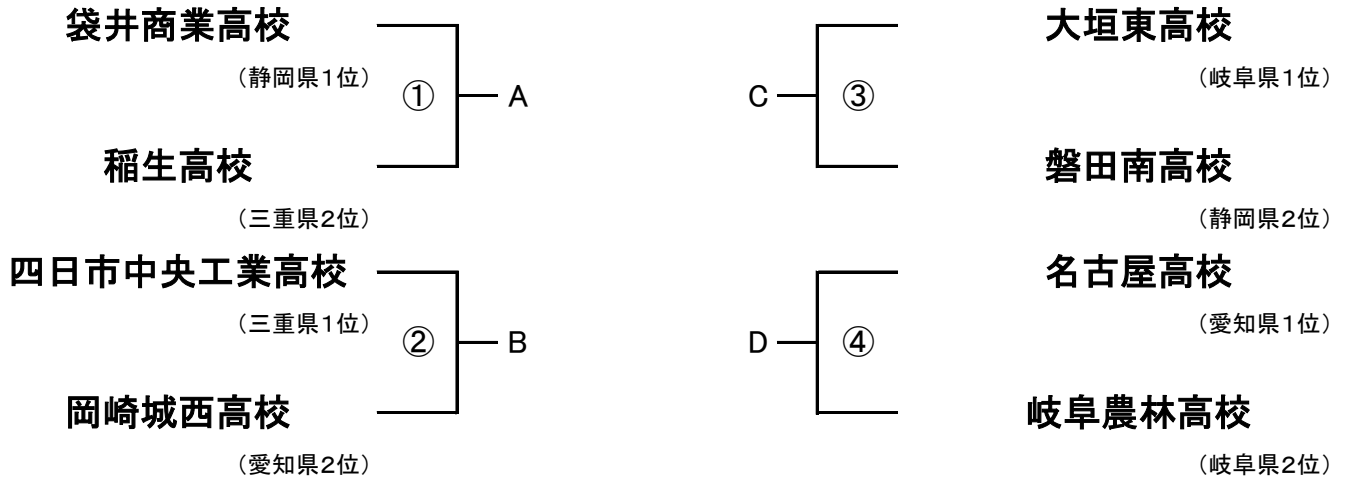 袋井商業高校
（静岡県１位）
①
A
稲生高校
（三重県２位）
四日市中央工業高校
（三重県１位）
②
B
岡崎城西高校
（愛知県２位）
大垣東高校
（岐阜県１位）
C
③
磐田南高校
（静岡県２位）
名古屋高校
（愛知県１位）
D
④
岐阜農林高校
（岐阜県２位）